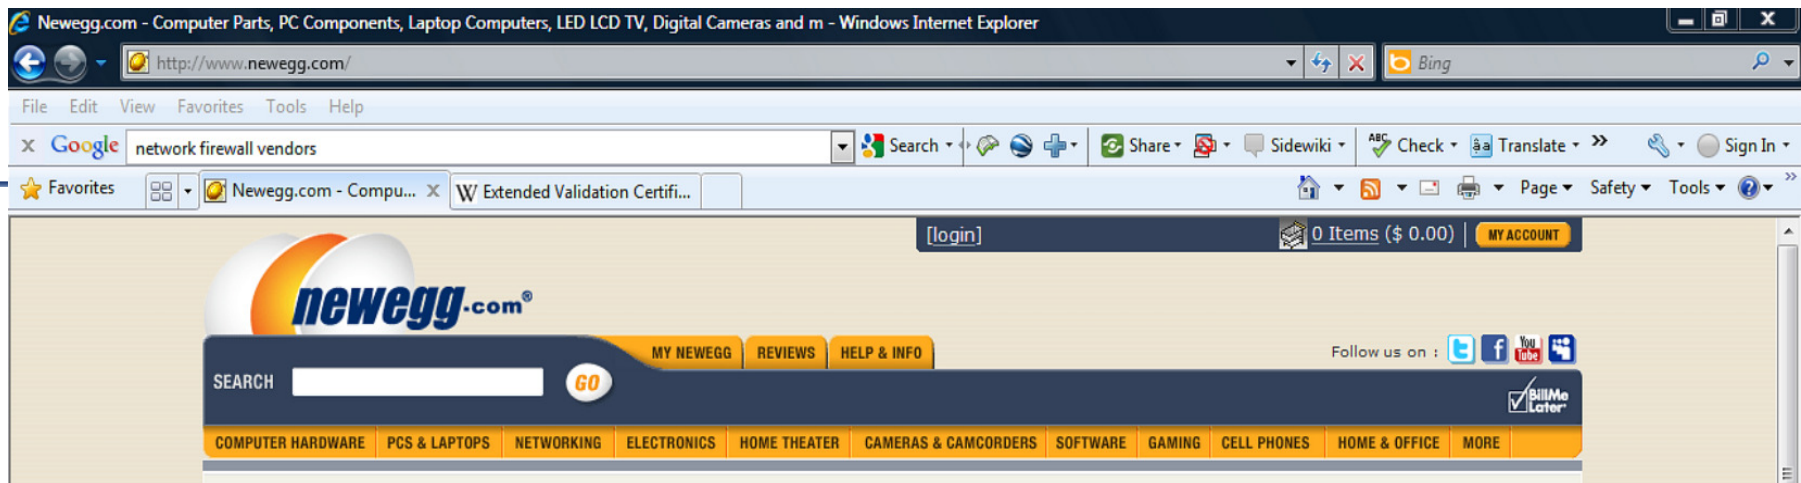 Newegg.com - Computer Parts, PC Components, Laptop Computers, LED LCD TV, Digital Cameras and m - Windows Internet Explorer
http://www.newegg.com/ Bing
File Edit View Favorites Tools Help
x Google network firewall vendors Search Share Sidewiki ABC Check âa Translate Sign In
Favorites Newegg.com - Compu... X W Extended Validation Certifi... Page Safety Tools
[login] 0 Items ($ 0.00) | MY ACCOUNT
newegg.com®
MY NEWEGG REVIEWS HELP & INFO Follow us on : t f You Tube
SEARCH GO BillMe Later
COMPUTER HARDWARE PCS & LAPTOPS NETWORKING ELECTRONICS HOME THEATER CAMERAS & CAMCORDERS SOFTWARE GAMING CELL PHONES HOME & OFFICE MORE